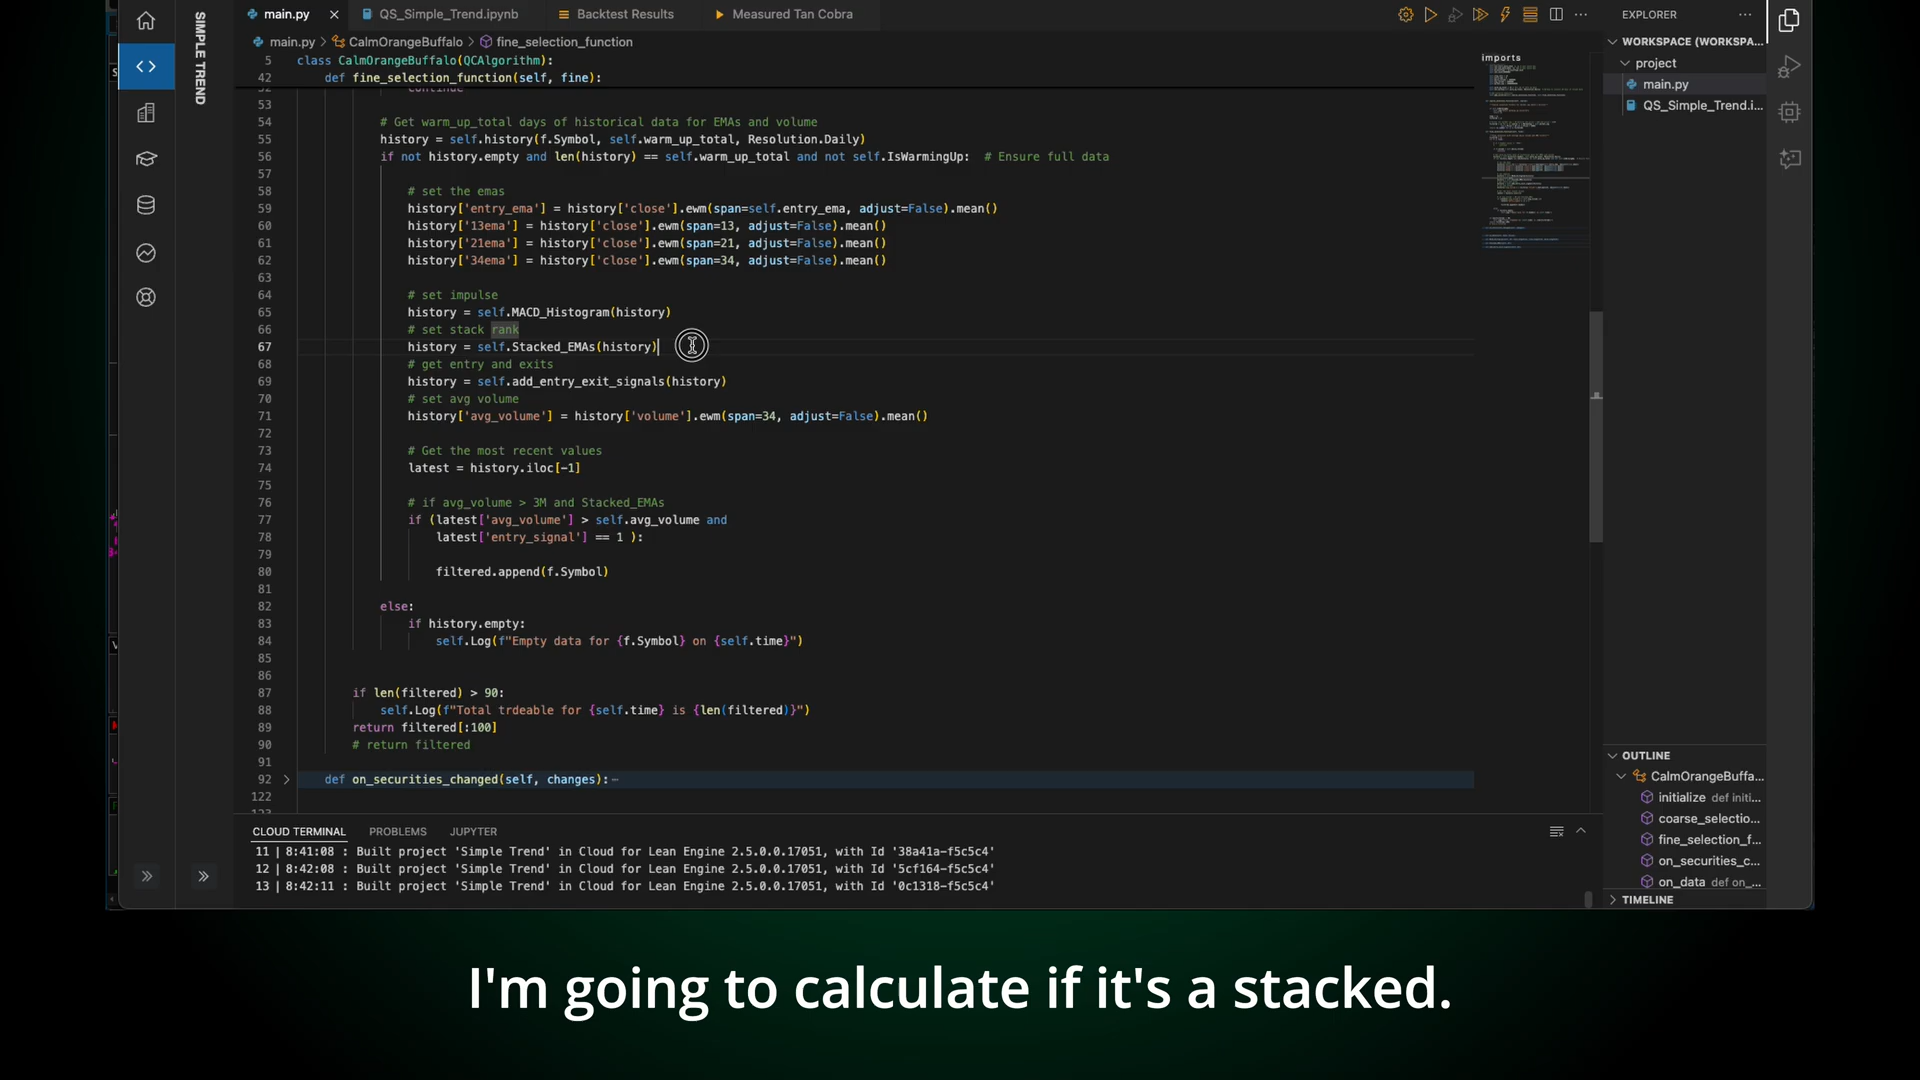 SIMPLE TREND
main.py
QS_Simple_Trend.ipynb
Backtest Results
Measured Tan Cobra
main.py > CalmOrangeBuffalo > fine_selection_function
5 class CalmOrangeBuffalo(QCAlgorithm):
42 def fine_selection_function(self, fine):
52 continue
53
54 # Get warm_up_total days of historical data for EMAs and volume
55 history = self.history(f.Symbol, self.warm_up_total, Resolution.Daily)
56 if not history.empty and len(history) == self.warm_up_total and not self.IsWarmingUp:  # Ensure full data
57
58 # set the emas
59 history['entry_ema'] = history['close'].ewm(span=self.entry_ema, adjust=False).mean()
60 history['13ema'] = history['close'].ewm(span=13, adjust=False).mean()
61 history['21ema'] = history['close'].ewm(span=21, adjust=False).mean()
62 history['34ema'] = history['close'].ewm(span=34, adjust=False).mean()
63
64 # set impulse
65 history = self.MACD_Histogram(history)
66 # set stack rank
67 history = self.Stacked_EMAs(history)
68 # get entry and exits
69 history = self.add_entry_exit_signals(history)
70 # set avg volume
71 history['avg_volume'] = history['volume'].ewm(span=34, adjust=False).mean()
72
73 # Get the most recent values
74 latest = history.iloc[-1]
75
76 # if avg_volume > 3M and Stacked_EMAs
77 if (latest['avg_volume'] > self.avg_volume and
78 latest['entry_signal'] == 1 ):
79
80 filtered.append(f.Symbol)
81
82 else:
83 if history.empty:
84 self.Log(f"Empty data for {f.Symbol} on {self.time}")
85
86
87 if len(filtered) > 90:
88 self.Log(f"Total trdeable for {self.time} is {len(filtered)}")
89 return filtered[:100]
90 # return filtered
91
92 def on_securities_changed(self, changes):
122
123
imports
EXPLORER
WORKSPACE (WORKSPA...
project
main.py
QS_Simple_Trend.i...
OUTLINE
CalmOrangeBuffa...
initialize def initi...
coarse_selectio...
fine_selection_f...
on_securities_c...
on_data def on_...
TIMELINE
CLOUD TERMINAL
PROBLEMS
JUPYTER
11 | 8:41:08 : Built project 'Simple Trend' in Cloud for Lean Engine 2.5.0.0.17051, with Id '38a41a-f5c5c4'
12 | 8:42:08 : Built project 'Simple Trend' in Cloud for Lean Engine 2.5.0.0.17051, with Id '5cf164-f5c5c4'
13 | 8:42:11 : Built project 'Simple Trend' in Cloud for Lean Engine 2.5.0.0.17051, with Id '0c1318-f5c5c4'
I'm going to calculate if it's a stacked.